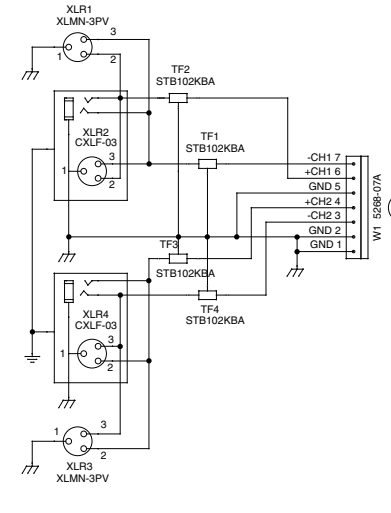 XLR1
XLMN-3PV
3
1
2
TF2
STB102KBA
XLR2
CXLF-03
3
1
2
TF1
STB102KBA
-CH1 7
+CH1 6
GND 5
+CH2 4
-CH2 3
GND 2
GND 1
W1 5268-07A
TF3
STB102KBA
TF4
STB102KBA
XLR4
CXLF-03
3
1
2
1
3
2
XLR3
XLMN-3PV